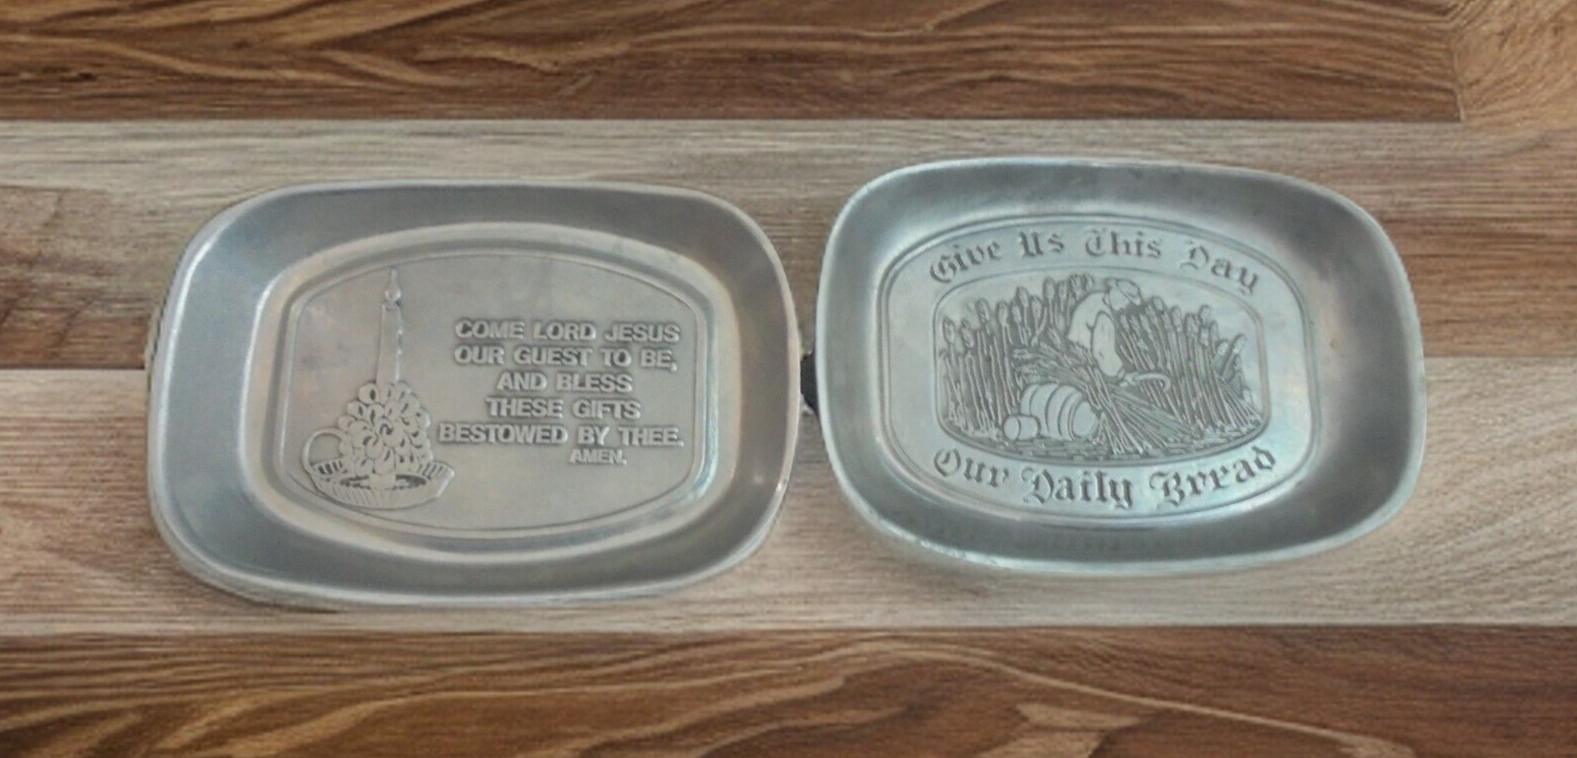 COME LORD JESUS
OUR GUEST TO BE,
AND BLESS
THESE GIFTS
BESTOWED BY THEE.
AMEN.
Give Us This Day
Our Daily Bread